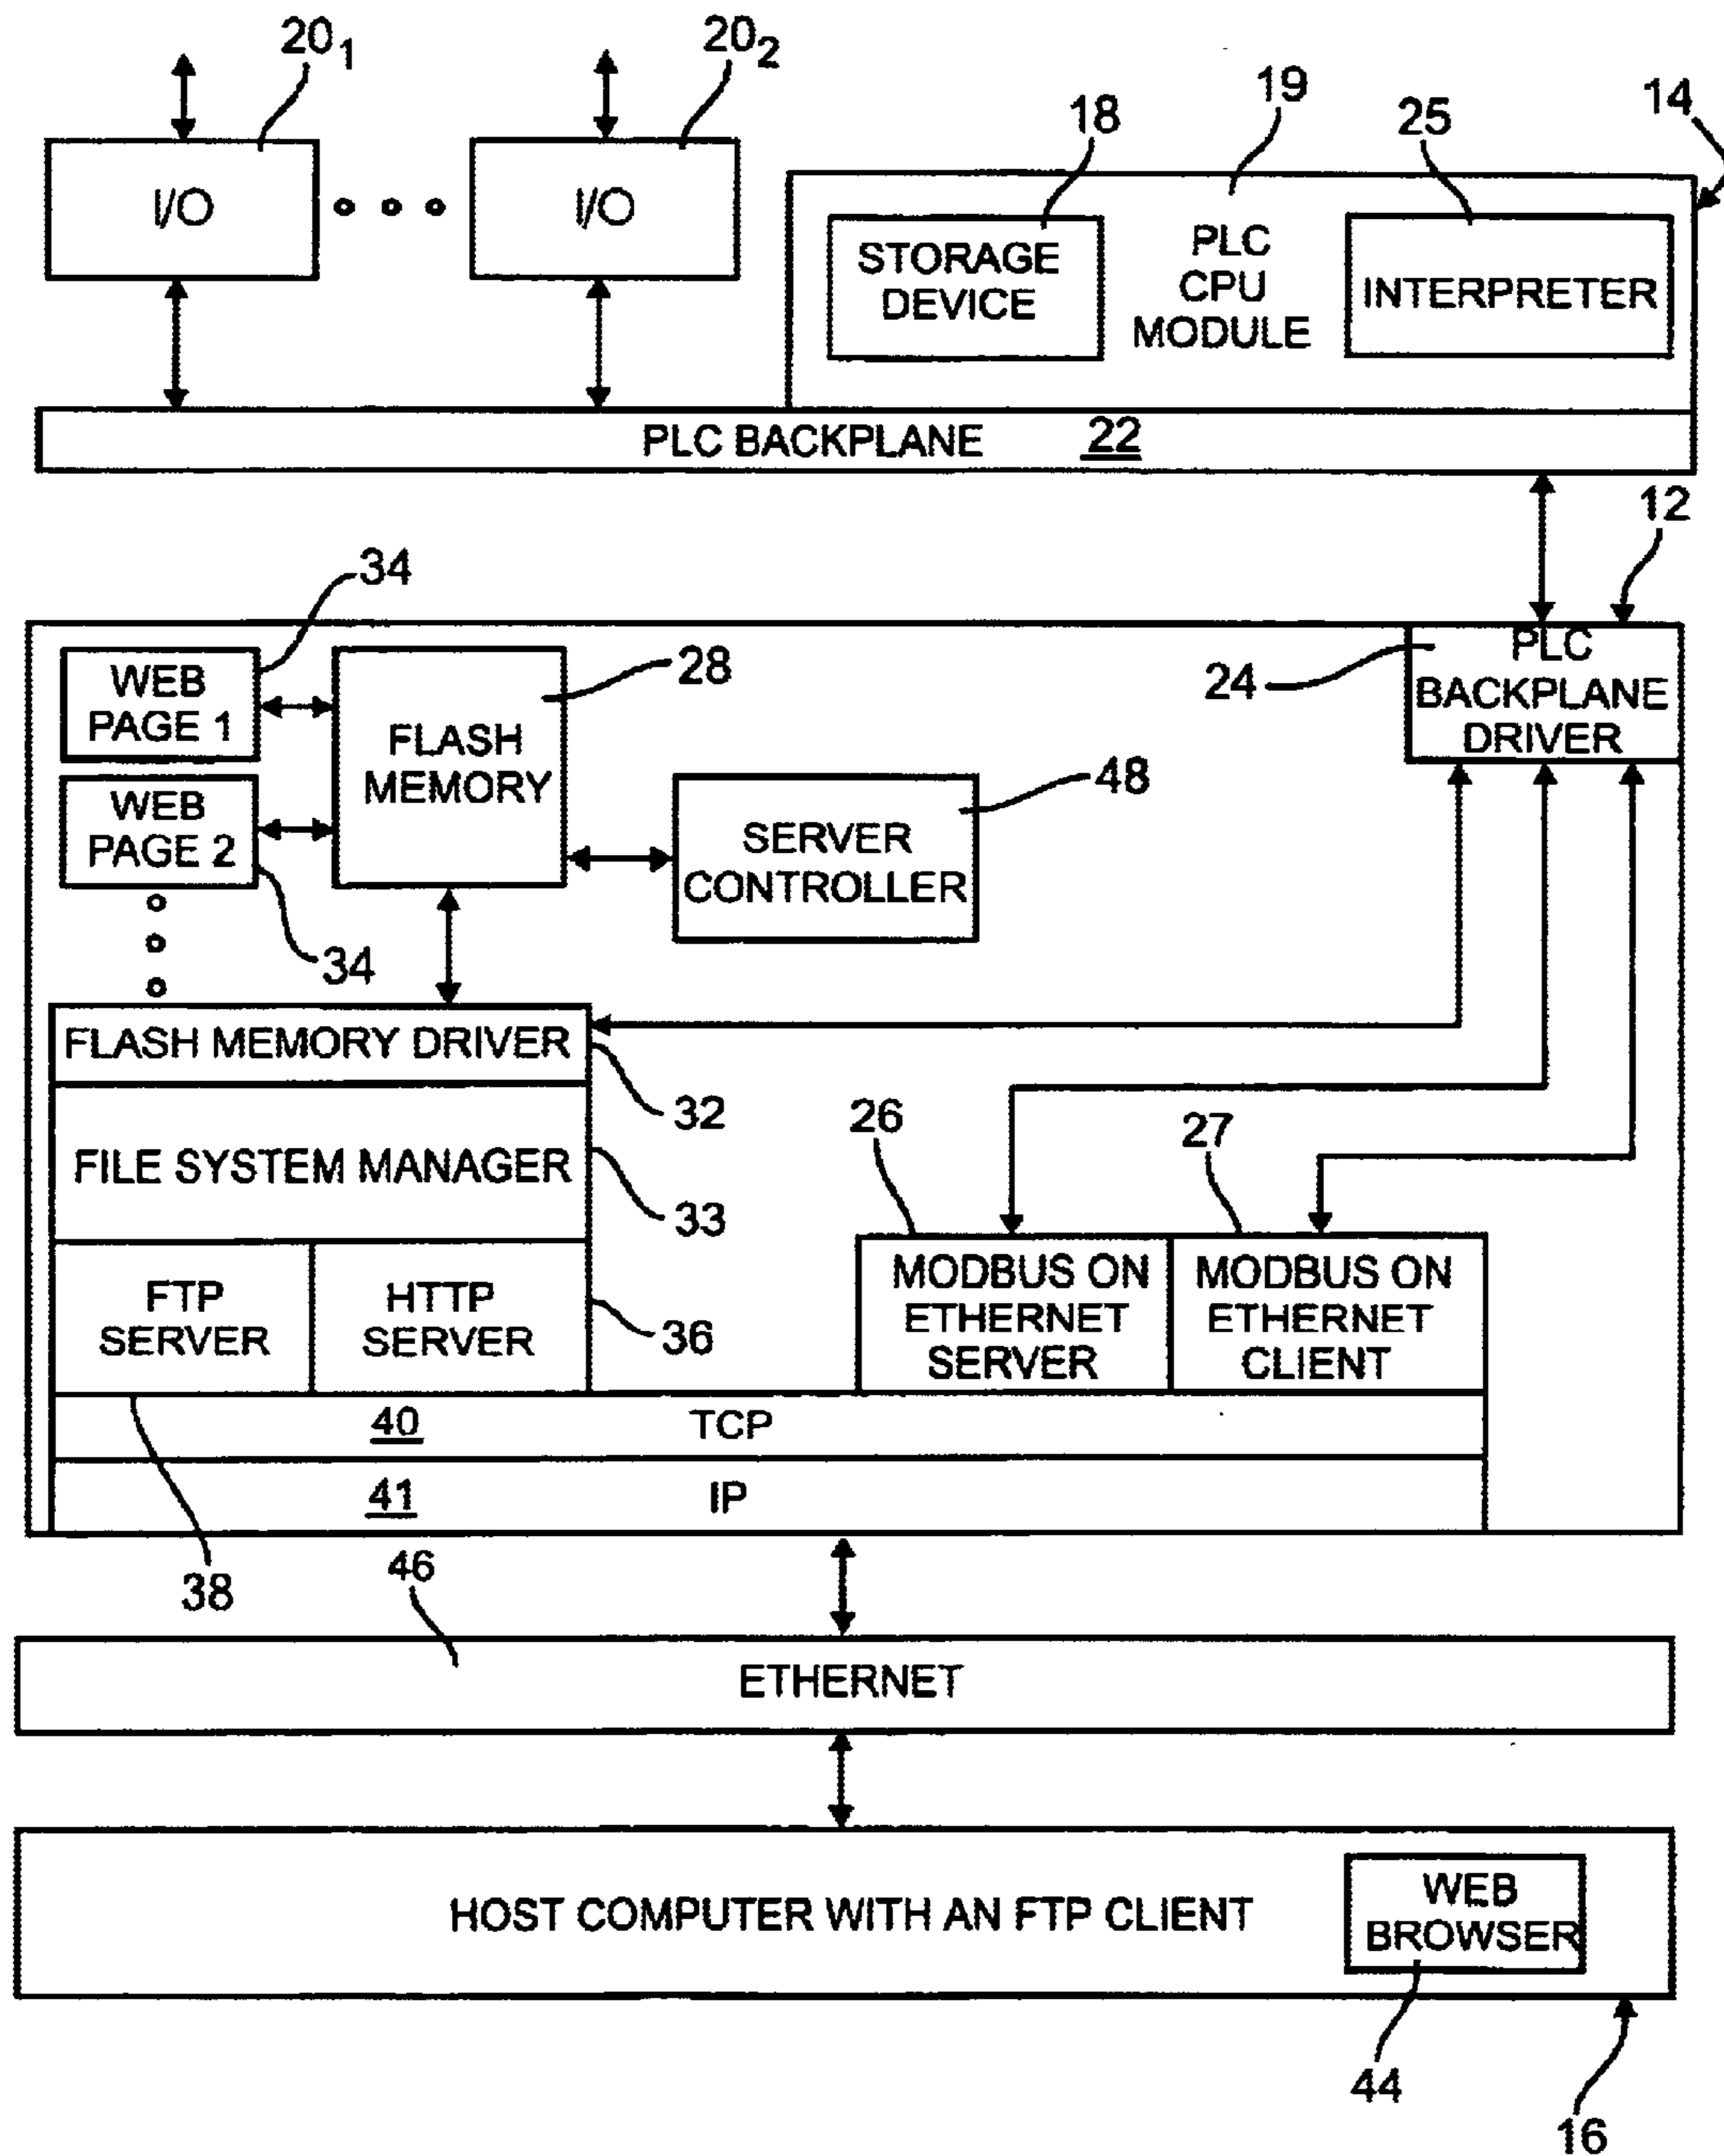 20₁
20₂
19
14
18
25
I/O
I/O
STORAGE
DEVICE
PLC
CPU
MODULE
INTERPRETER
PLC BACKPLANE 22
12
34
WEB
PAGE 1
28
FLASH
MEMORY
24
PLC
BACKPLANE
DRIVER
48
WEB
PAGE 2
SERVER
CONTROLLER
34
FLASH MEMORY DRIVER
32
26
27
FILE SYSTEM MANAGER
33
FTP
SERVER
HTTP
SERVER
36
MODBUS ON
ETHERNET
SERVER
MODBUS ON
ETHERNET
CLIENT
40 TCP
41 IP
38
46
ETHERNET
HOST COMPUTER WITH AN FTP CLIENT
WEB
BROWSER
44
16